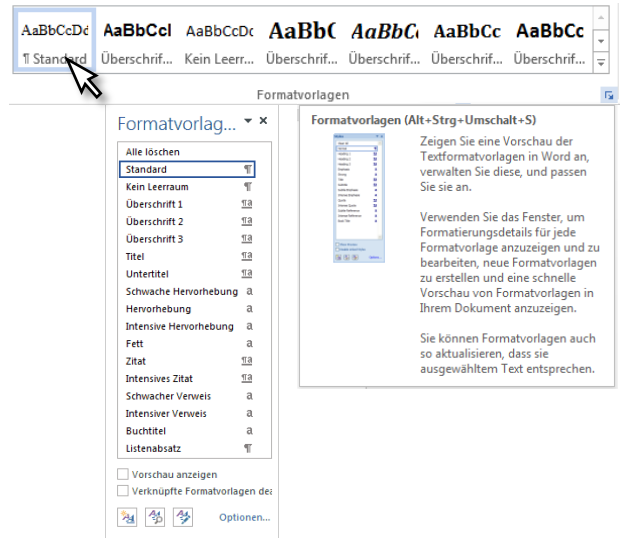 AaBbCcDd AaBbCcl AaBbCcDc AaBb( AaBbC( AaBbCc AaBbCc
¶ Standard Überschrif... Kein Leerr... Überschrif... Überschrif... Überschrif... Überschrif...
Formatvorlagen
Formatvorlag...
Alle löschen
Standard ¶
Kein Leerraum ¶
Überschrift 1 ¶a
Überschrift 2 ¶a
Überschrift 3 ¶a
Titel ¶a
Untertitel ¶a
Schwache Hervorhebung a
Hervorhebung a
Intensive Hervorhebung a
Fett a
Zitat ¶a
Intensives Zitat ¶a
Schwacher Verweis a
Intensiver Verweis a
Buchtitel a
Listenabsatz ¶
Vorschau anzeigen
Verknüpfte Formatvorlagen dea
Optionen...
Formatvorlagen (Alt+Strg+Umschalt+S)
Zeigen Sie eine Vorschau der
Textformatvorlagen in Word an,
verwalten Sie diese, und passen
Sie sie an.
Verwenden Sie das Fenster, um
Formatierungsdetails für jede
Formatvorlage anzuzeigen und zu
bearbeiten, neue Formatvorlagen
zu erstellen und eine schnelle
Vorschau von Formatvorlagen in
Ihrem Dokument anzuzeigen.
Sie können Formatvorlagen auch
so aktualisieren, dass sie
ausgewähltem Text entsprechen.